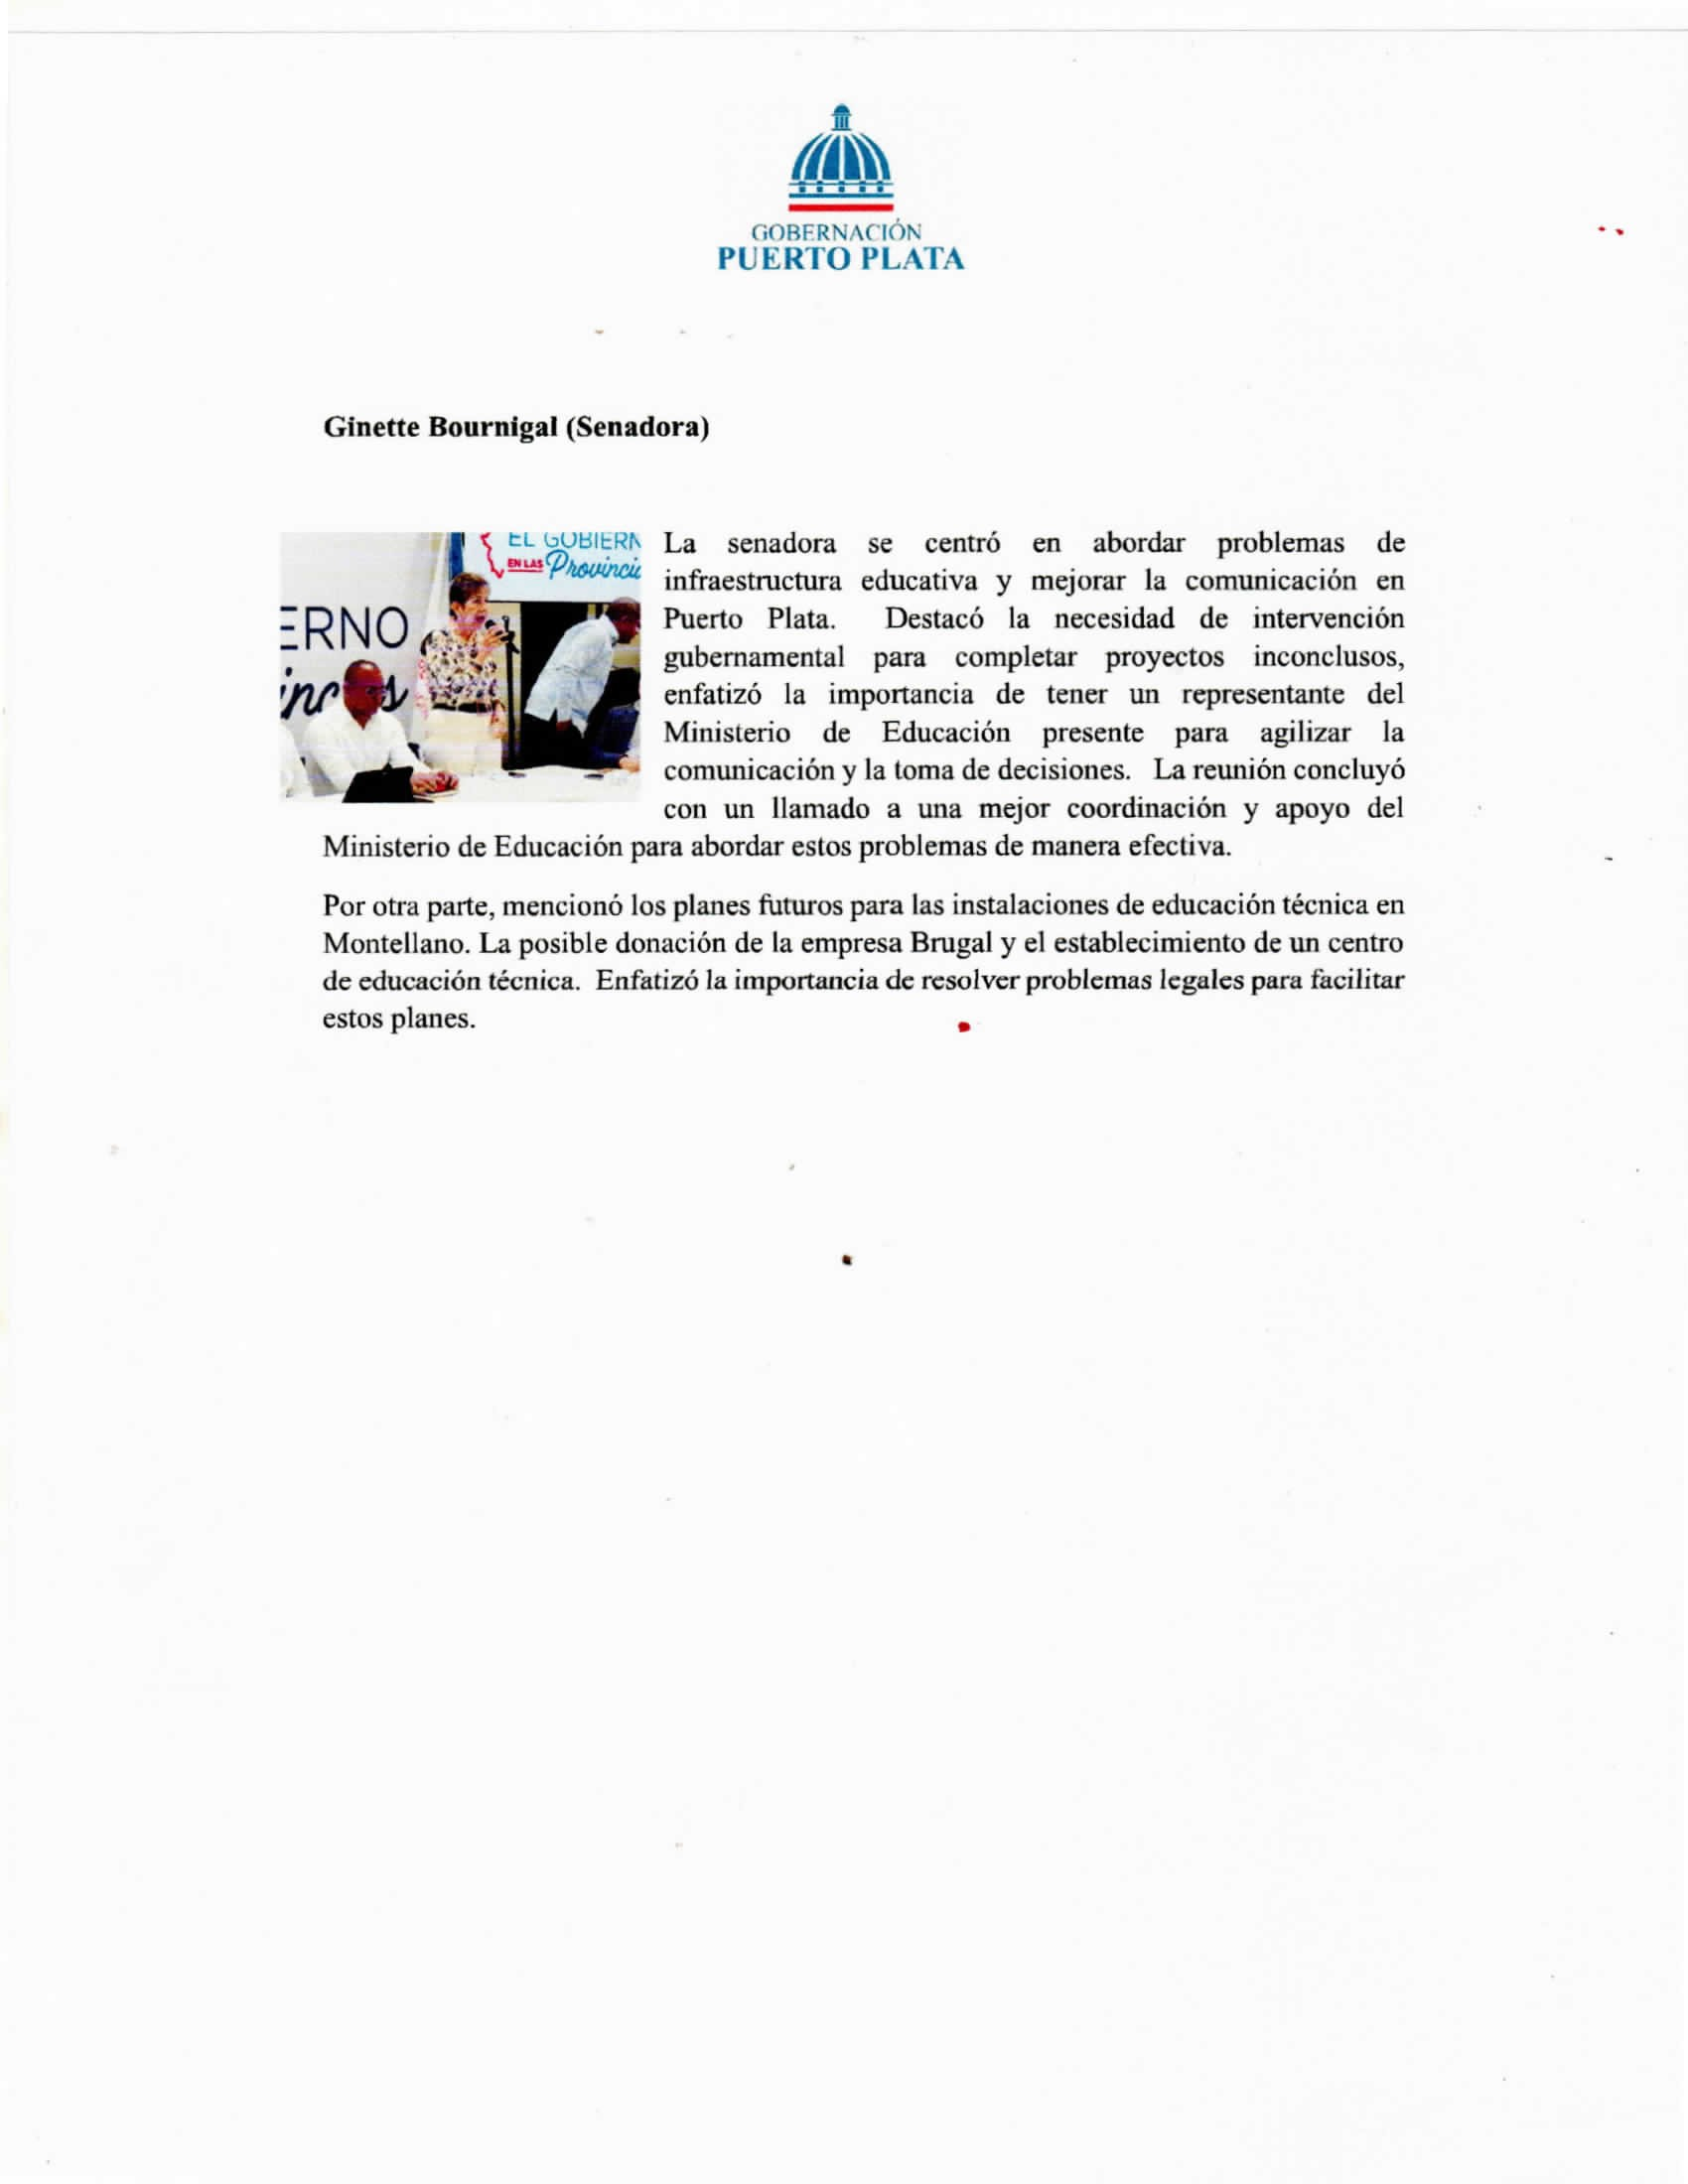 GOBERNACIÓN
PUERTO PLATA
Ginette Bournigal (Senadora)
EL GOBIERN
EN LAS Provincia
ERNO
inc s
La senadora se centró en abordar problemas de
infraestructura educativa y mejorar la comunicación en
Puerto Plata. Destacó la necesidad de intervención
gubernamental para completar proyectos inconclusos,
enfatizó la importancia de tener un representante del
Ministerio de Educación presente para agilizar la
comunicación y la toma de decisiones. La reunión concluyó
con un llamado a una mejor coordinación y apoyo del
Ministerio de Educación para abordar estos problemas de manera efectiva.
Por otra parte, mencionó los planes futuros para las instalaciones de educación técnica en
Montellano. La posible donación de la empresa Brugal y el establecimiento de un centro
de educación técnica. Enfatizó la importancia de resolver problemas legales para facilitar
estos planes.